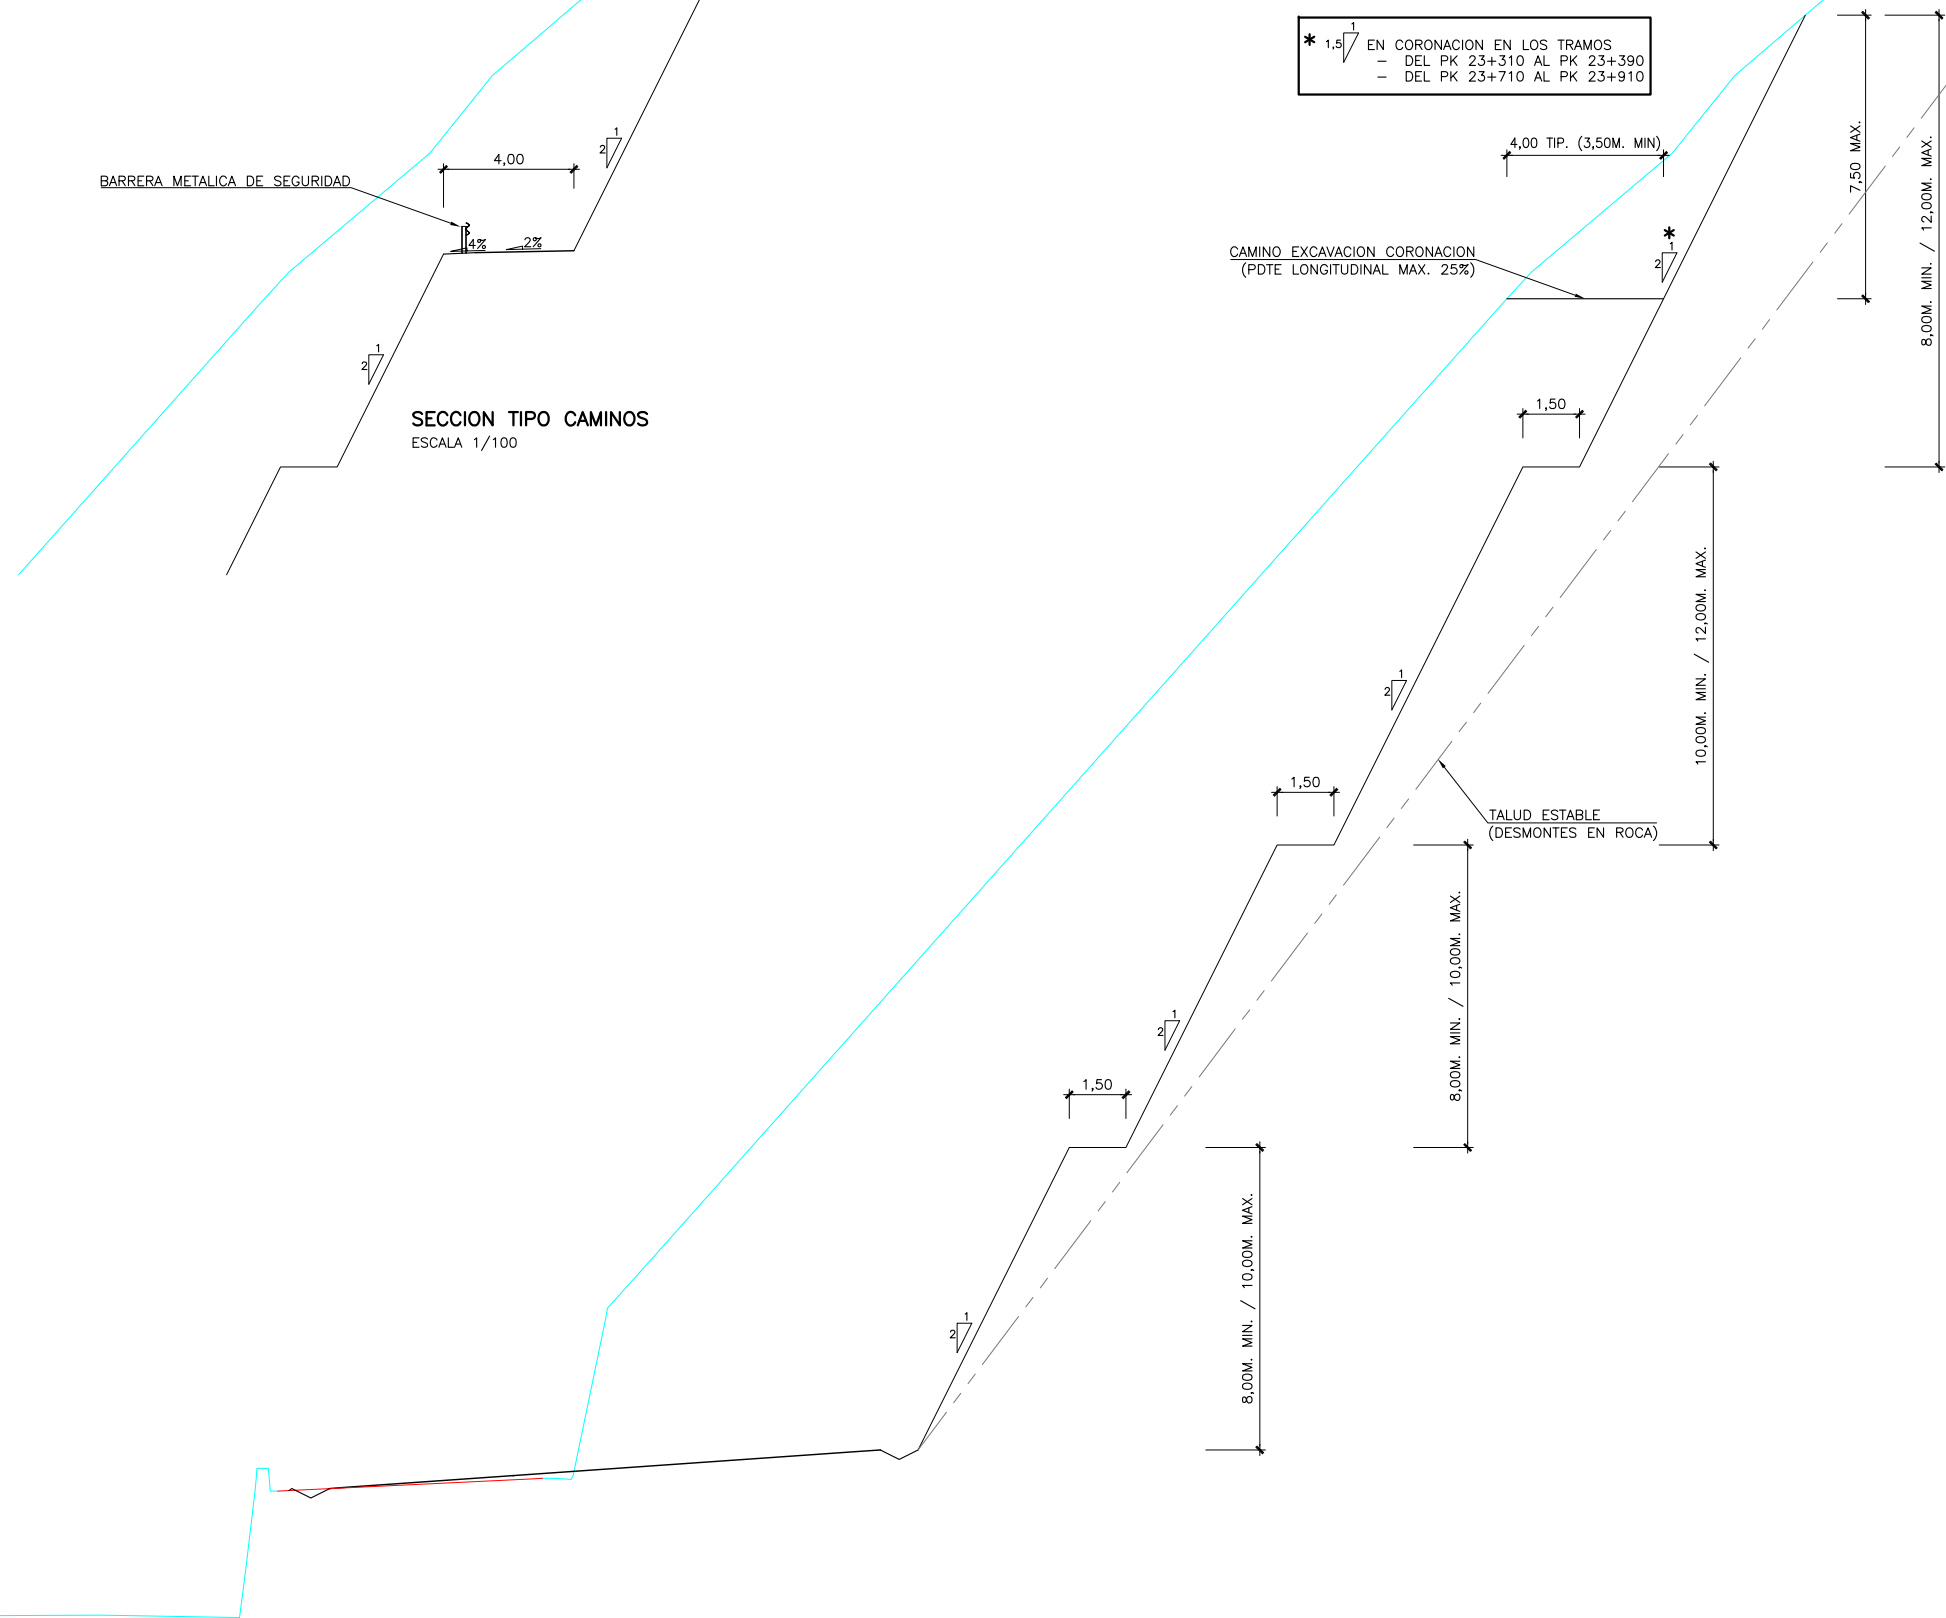 1
* 1,5 EN CORONACION EN LOS TRAMOS
- DEL PK 23+310 AL PK 23+390
- DEL PK 23+710 AL PK 23+910
1
2
4,00
BARRERA METALICA DE SEGURIDAD
4%
2%
1
2
SECCION TIPO CAMINOS
ESCALA 1/100
4,00 TIP. (3,50M. MIN)
7,50 MAX.
8,00M. MIN. / 12,00M. MAX.
*
1
2
CAMINO EXCAVACION CORONACION
(PDTE LONGITUDINAL MAX. 25%)
1,50
10,00M. MIN. / 12,00M. MAX.
1
2
1,50
TALUD ESTABLE
(DESMONTES EN ROCA)
8,00M. MIN. / 10,00M. MAX.
1
2
1,50
8,00M. MIN. / 10,00M. MAX.
1
2